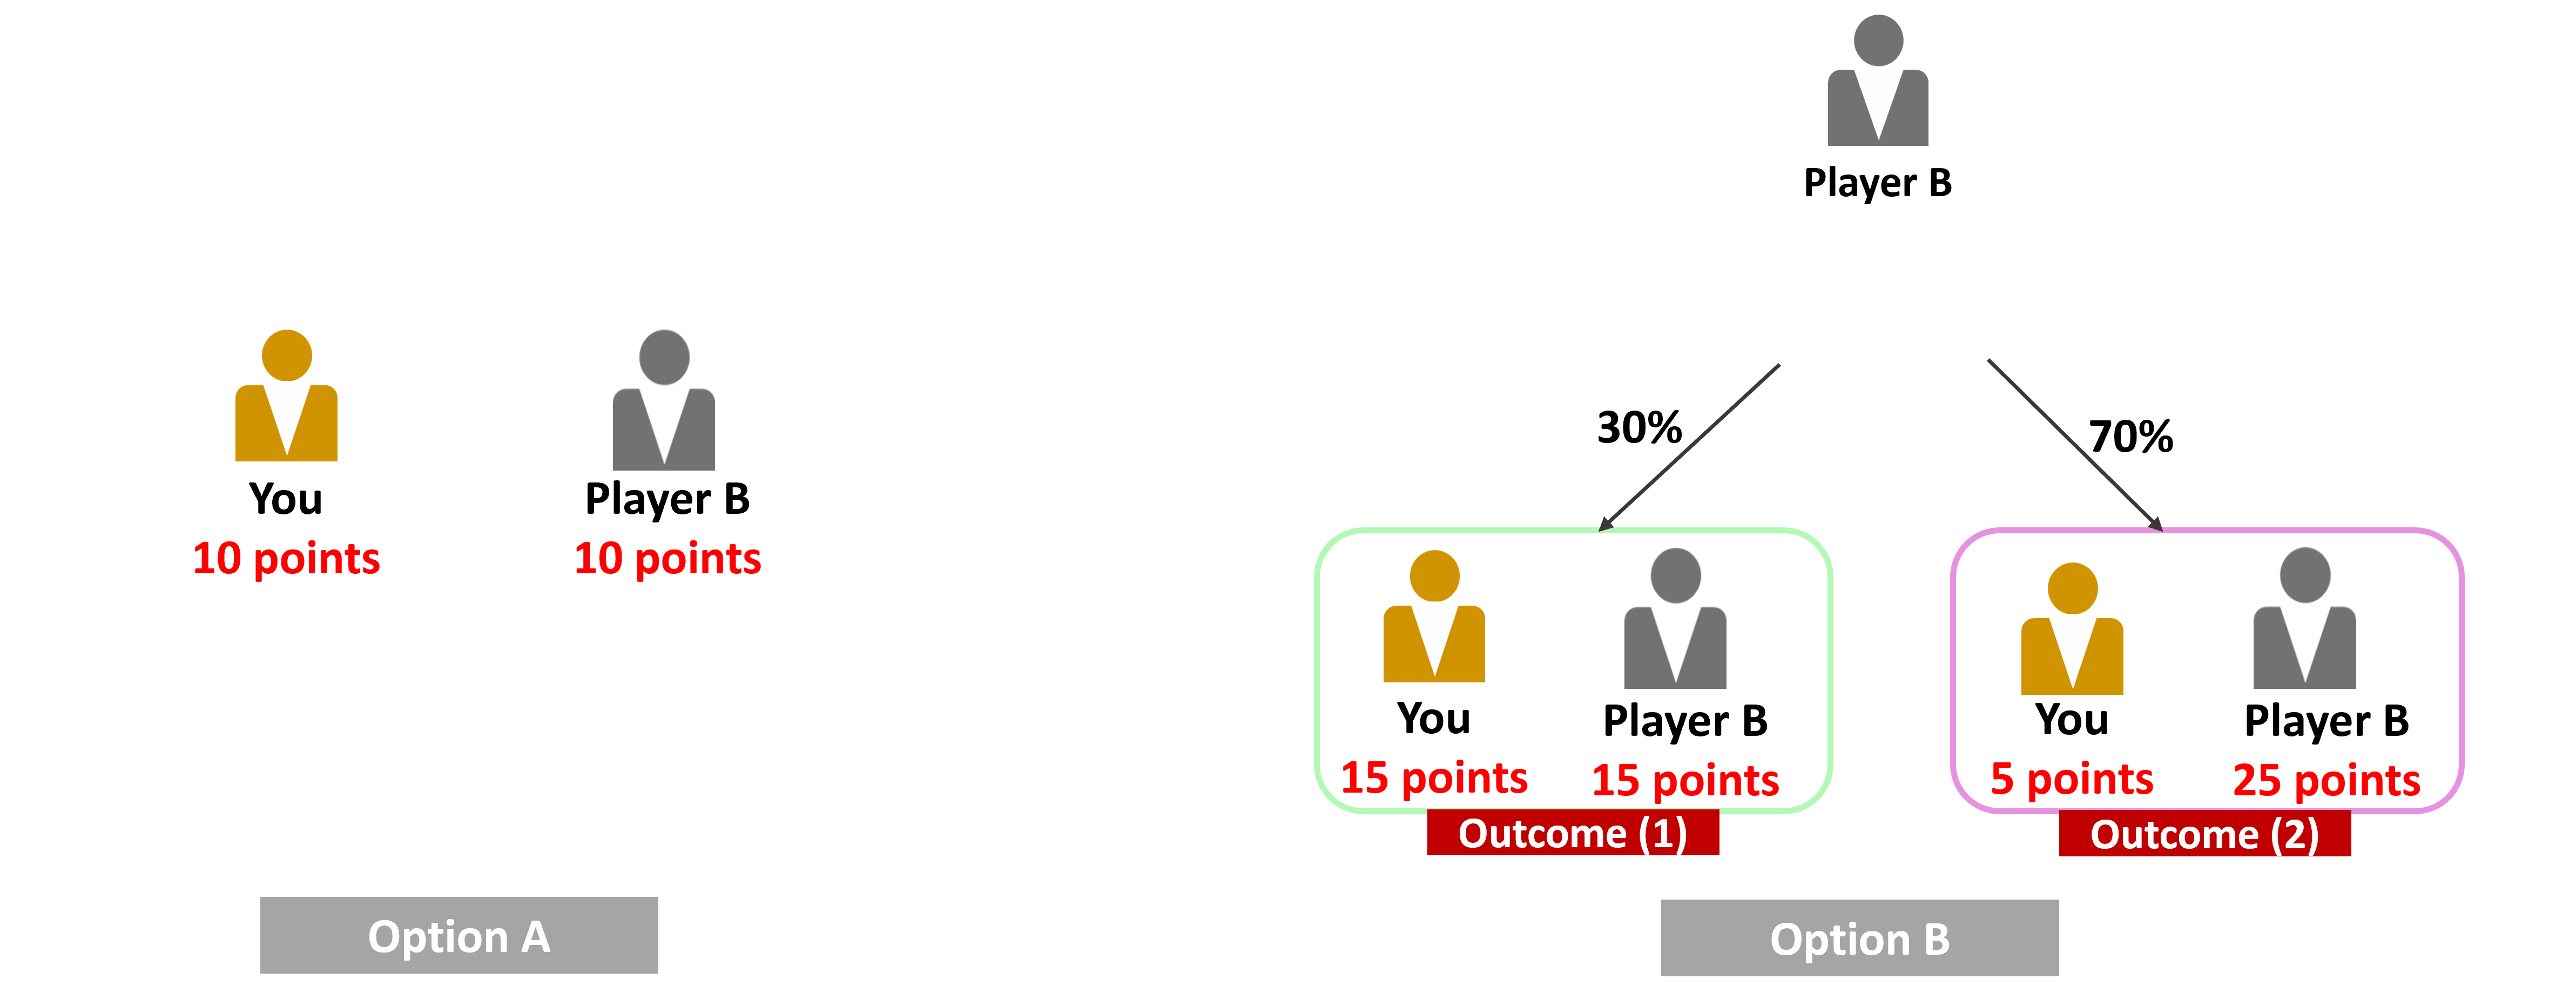 Player B
30%
70%
You
Player B
10 points
10 points
You
Player B
15 points
15 points
Outcome (1)
You
Player B
5 points
25 points
Outcome (2)
Option A
Option B